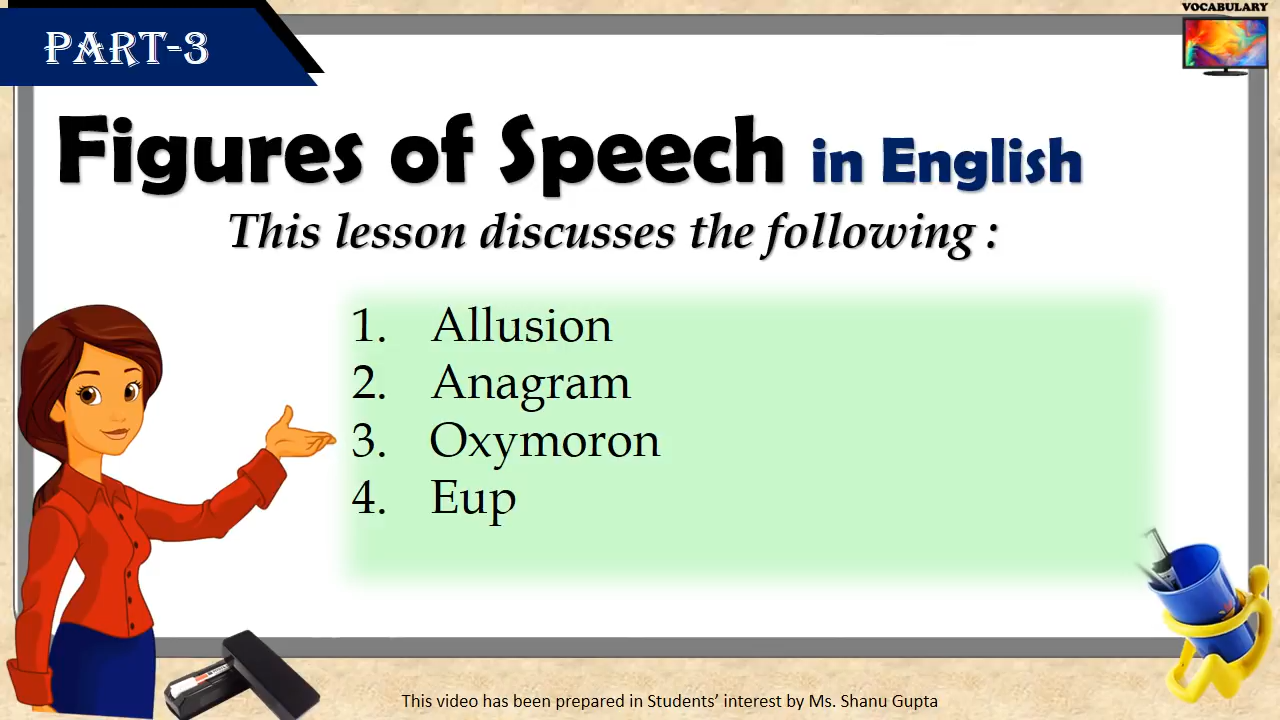 VOCABULARY
PART-3
Figures of Speech in English
This lesson discusses the following :
1. Allusion
2. Anagram
3. Oxymoron
4. Eup
This video has been prepared in Students’ interest by Ms. Shanu Gupta